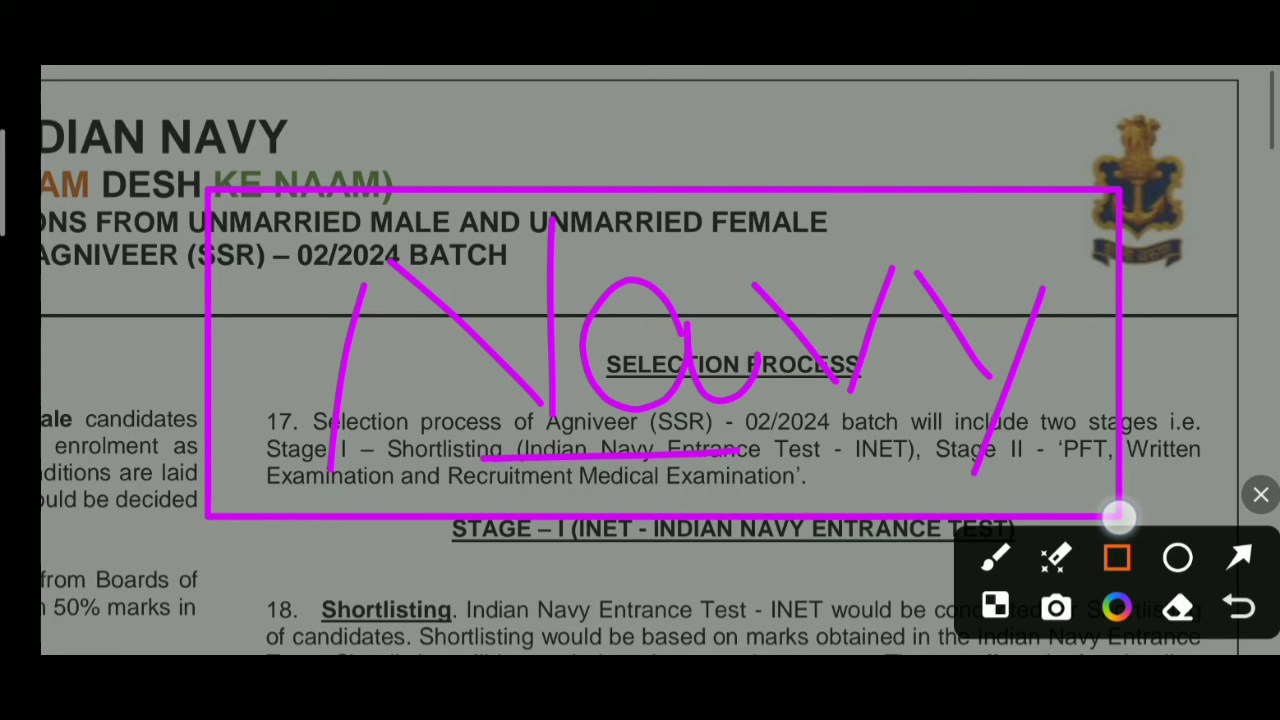 DIAN NAVY
AM DESH KE NAAM)
ONS FROM UNMARRIED MALE AND UNMARRIED FEMALE
AGNIVEER (SSR) – 02/2024 BATCH
Navy
ale candidates
enrolment as
ditions are laid
ould be decided
from Boards of
50% marks in
SELECTION PROCESS
17. Selection process of Agniveer (SSR) - 02/2024 batch will include two stages i.e.
Stage I – Shortlisting (Indian Navy Entrance Test - INET), Stage II - ‘PFT, Written
Examination and Recruitment Medical Examination’.
STAGE – I (INET - INDIAN NAVY ENTRANCE TEST)
18. Shortlisting. Indian Navy Entrance Test - INET would be conducted for Shortlisting
of candidates. Shortlisting would be based on marks obtained in the Indian Navy Entrance